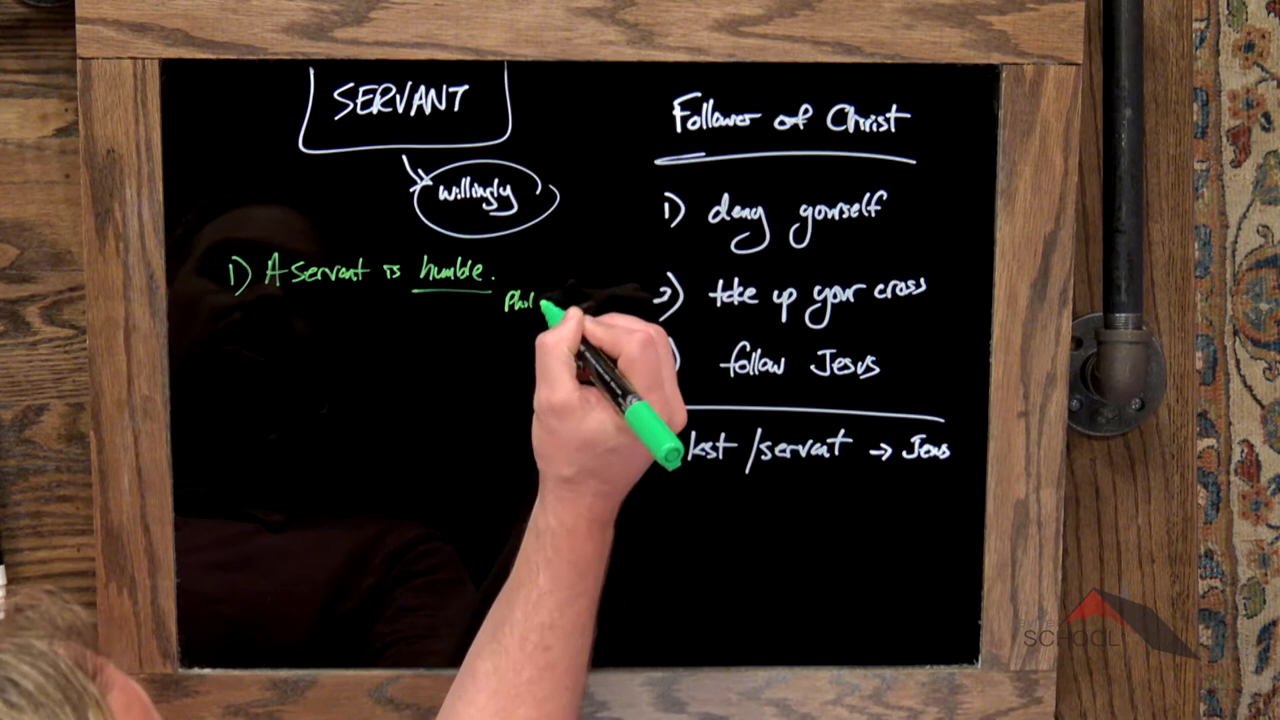 SERVANT
willingly
1) A servant is humble.
Phil
Follower of Christ
1) deny yourself
2) take up your cross
) follow Jesus
last / servant → Jesus
SCHOOL